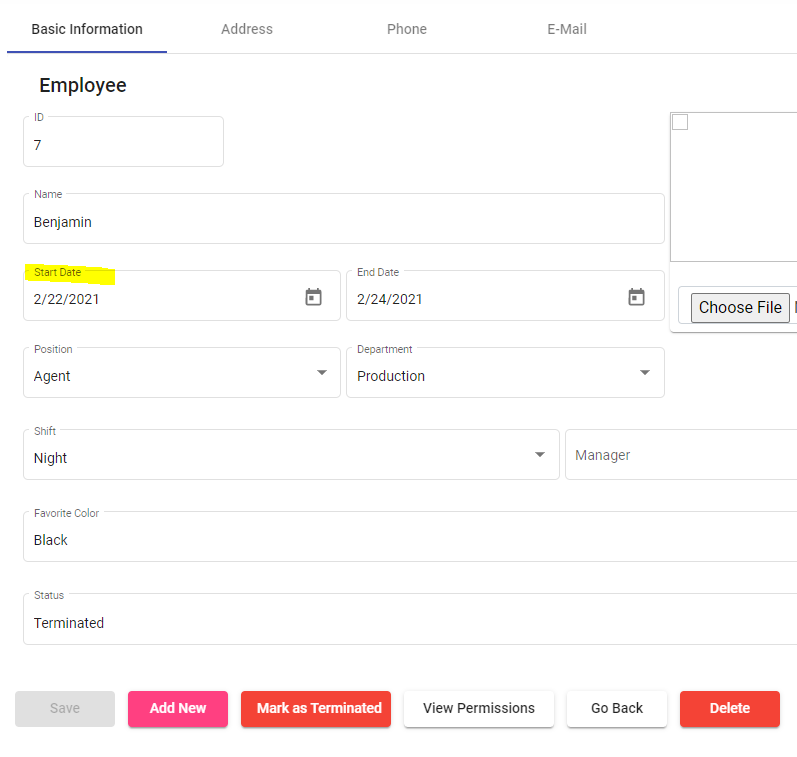 Basic Information Address Phone E-Mail
Employee
ID
7
Name
Benjamin
Start Date End Date
2/22/2021 2/24/2021
Choose File
Position Department
Agent Production
Shift
Night Manager
Favorite Color
Black
Status
Terminated
Save Add New Mark as Terminated View Permissions Go Back Delete